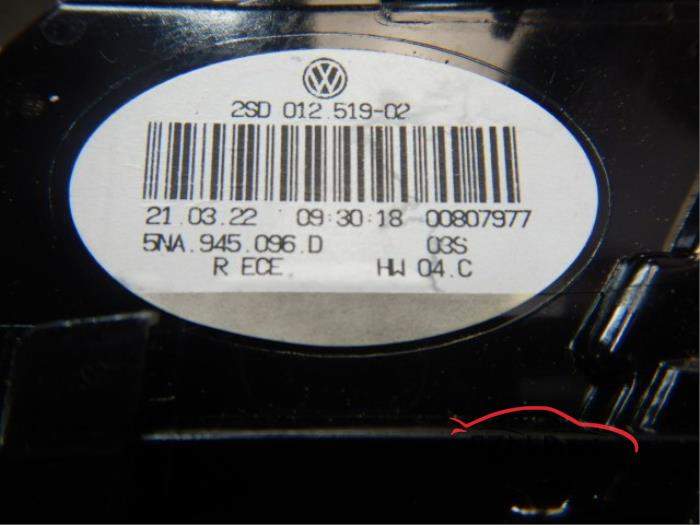 2SD 012.519-02
21.03.22 09:30:18 00807977
5NA.945.096.D 03S
R ECE HW 04.C